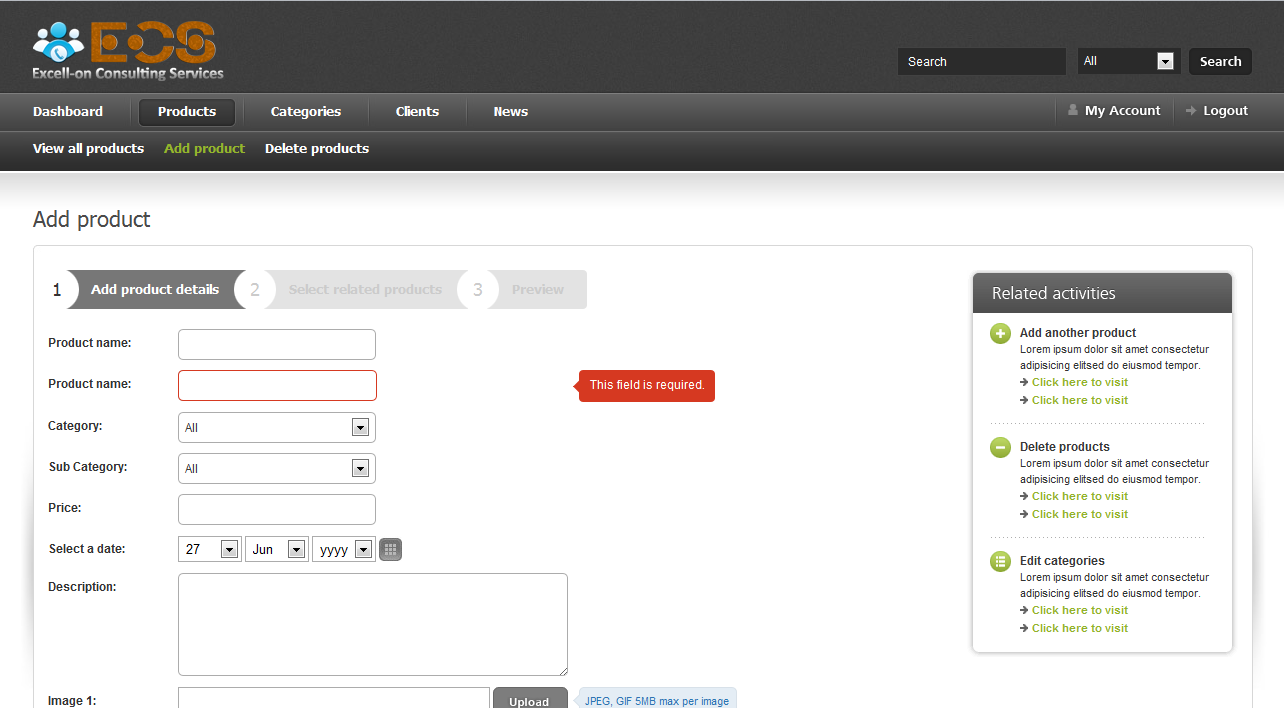 ECS
Excell-on Consulting Services
Search All Search
Dashboard Products Categories Clients News My Account Logout
View all products Add product Delete products
Add product
1 Add product details 2 Select related products 3 Preview
Product name:
Product name: This field is required.
Category: All
Sub Category: All
Price:
Select a date: 27 Jun yyyy
Description:
Image 1: Upload JPEG, GIF 5MB max per image
Related activities
Add another product
Lorem ipsum dolor sit amet consectetur
adipisicing elitsed do eiusmod tempor.
Click here to visit
Click here to visit
Delete products
Lorem ipsum dolor sit amet consectetur
adipisicing elitsed do eiusmod tempor.
Click here to visit
Click here to visit
Edit categories
Lorem ipsum dolor sit amet consectetur
adipisicing elitsed do eiusmod tempor.
Click here to visit
Click here to visit